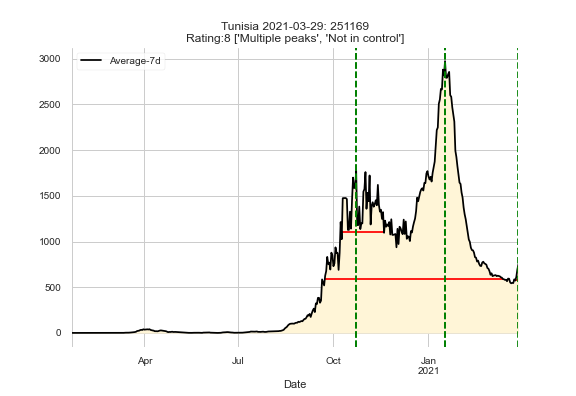 Tunisia 2021-03-29: 251169
Rating:8 ['Multiple peaks', 'Not in control']
Average-7d
3000
2500
2000
1500
1000
500
0
Apr
Jul
Oct
Jan
2021
Date